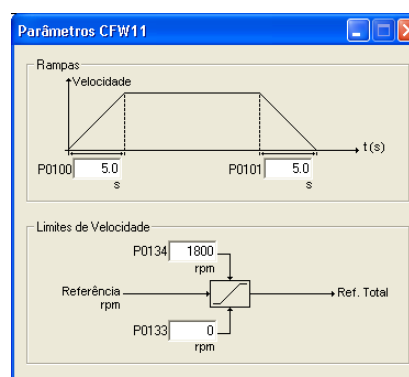 Parâmetros CFW11
Rampas
Velocidade
t(s)
P0100 5.0 P0101 5.0
s s
Limites de Velocidade
P0134 1800
rpm
Referência Ref. Total
rpm
P0133 0
rpm